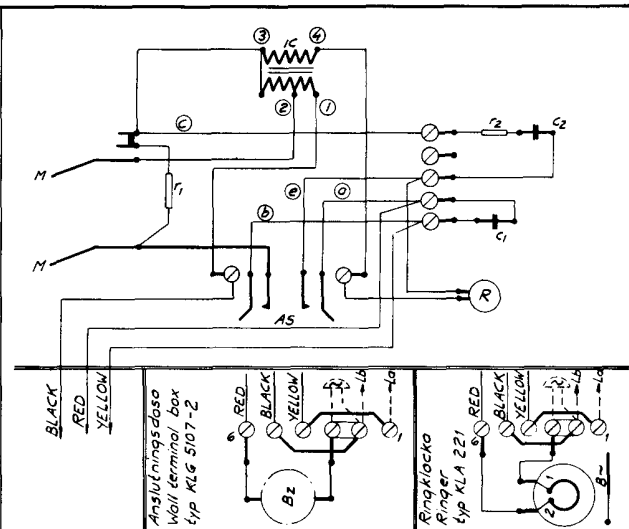 3 IC 4
2 1
C r2 C2
M
r1
e a
b C1
M
R
AS
BLACK
RED
YELLOW
Anslutningsdosa
Wall terminal box
typ KLG 5107-2
RED
BLACK
YELLOW
Lb
La
6 1
Bz
Ringklocka
Ringer
typ KLA 221
RED
BLACK
YELLOW
Lb
La
6 1
1
2
B~